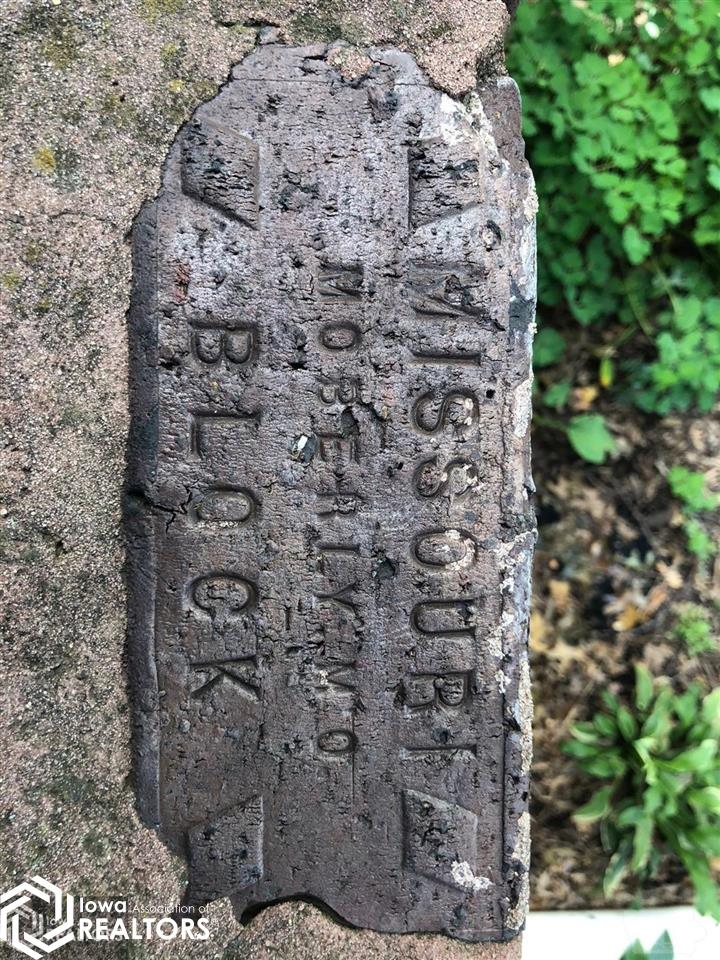 MISSOURI
MOBERLY MO
BLOCK
Iowa Association of
REALTORS